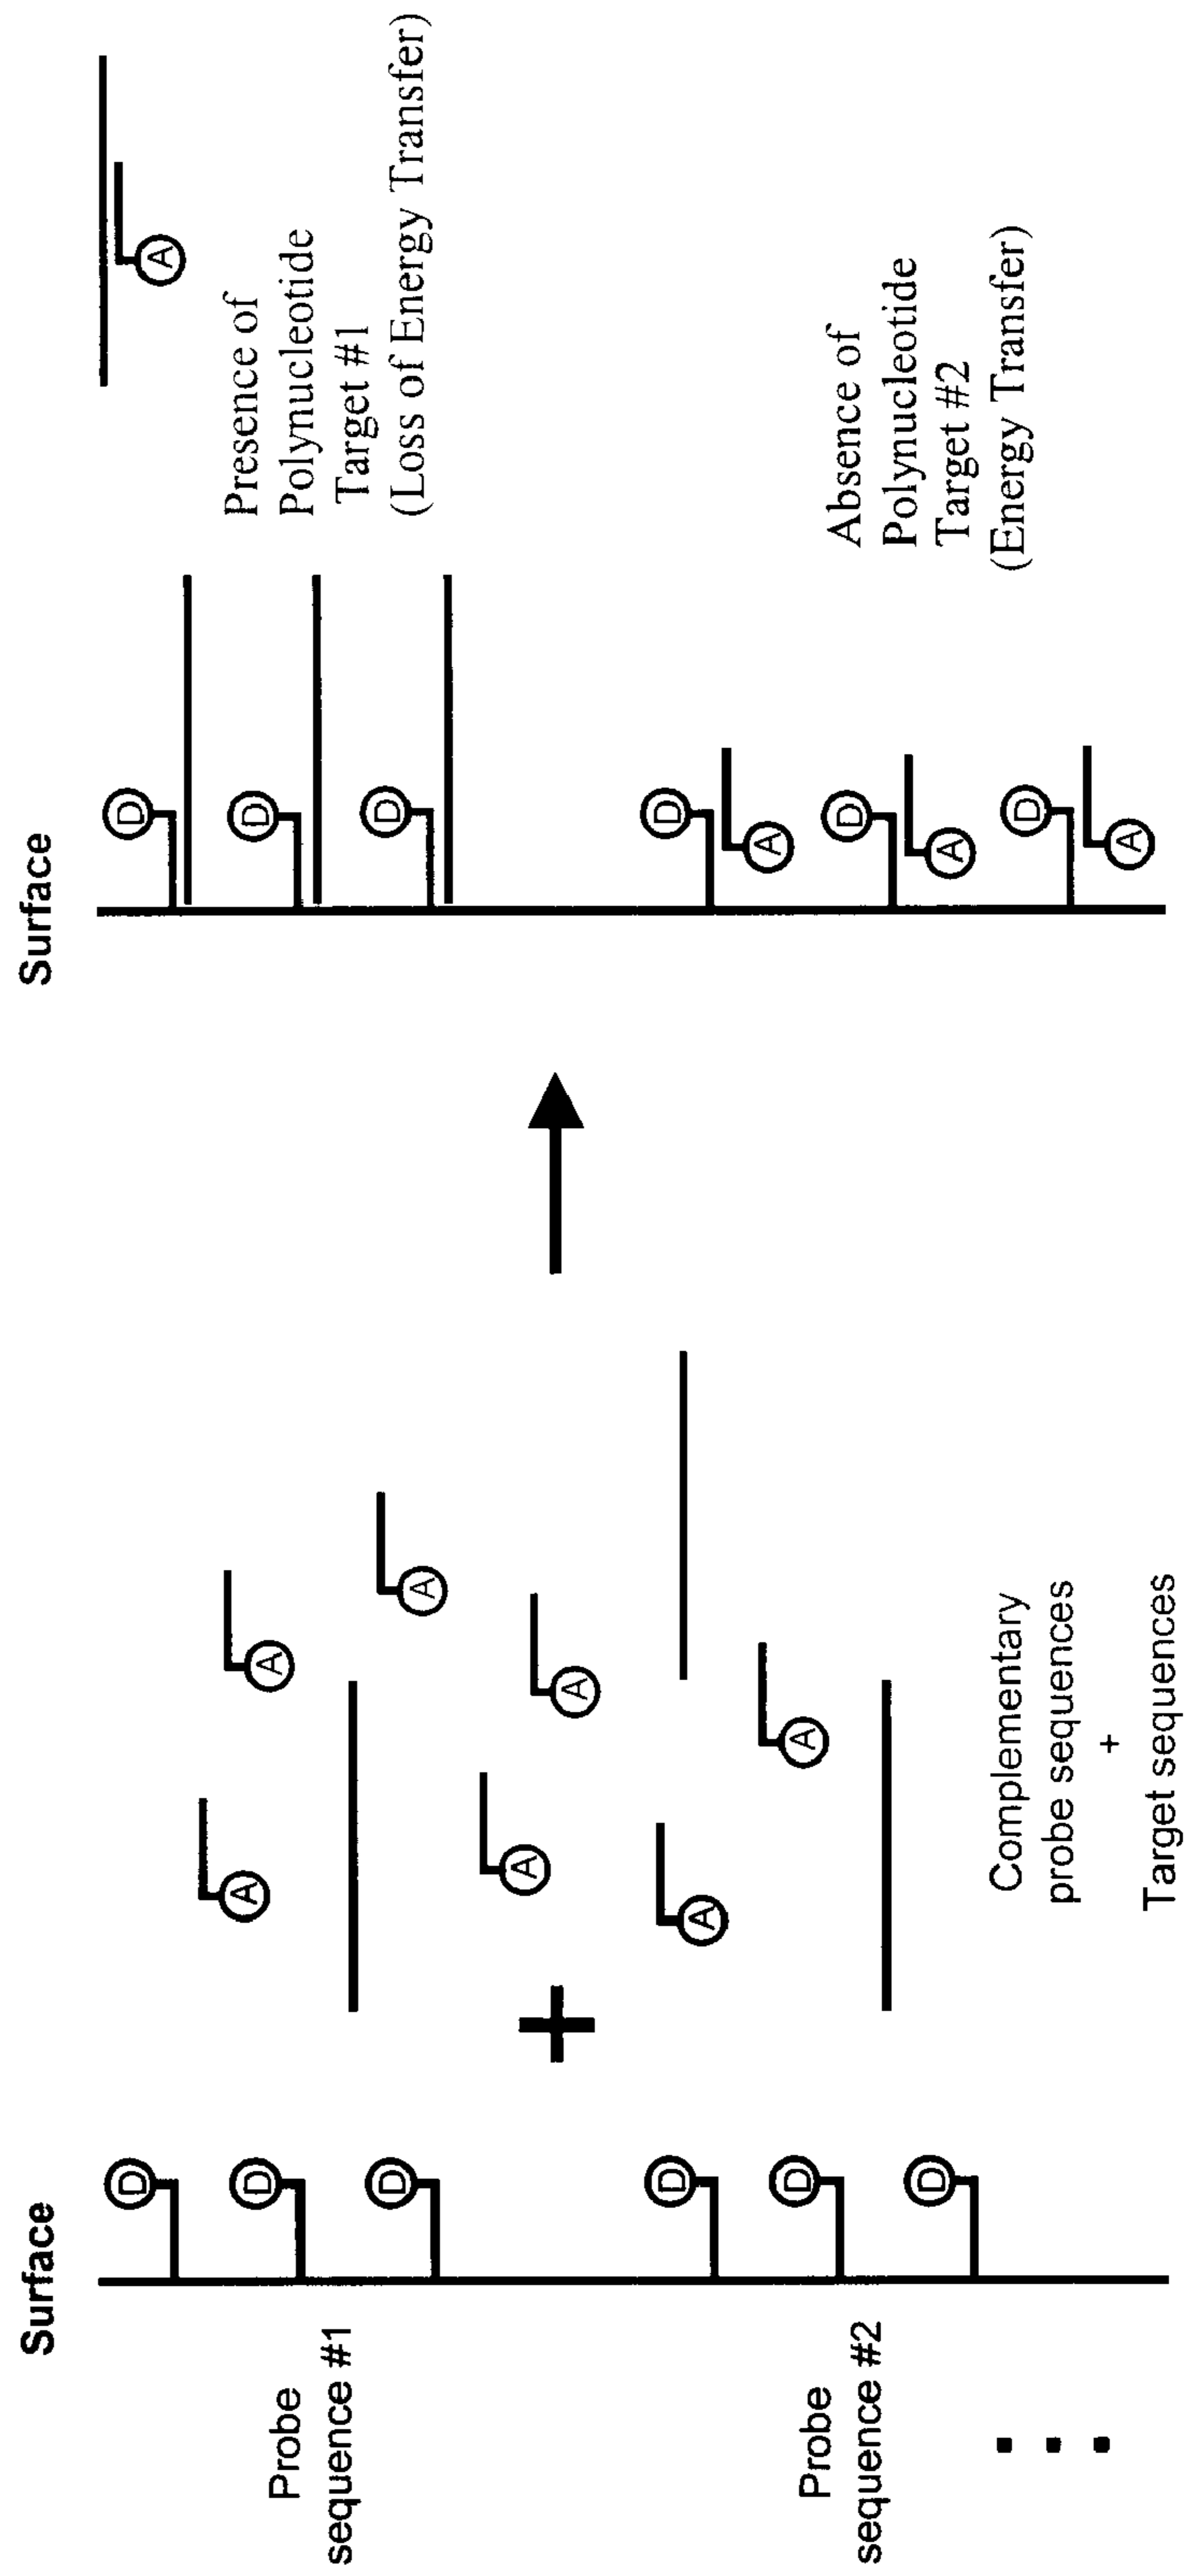 Surface
Probe
sequence #1
D
D
D
Probe
sequence #2
D
D
D
+
A
A
A
A
A
A
A
Complementary
probe sequences
+
Target sequences
Surface
D
D
D
A
Presence of
Polynucleotide
Target #1
(Loss of Energy Transfer)
D
A
D
A
D
A
Absence of
Polynucleotide
Target #2
(Energy Transfer)